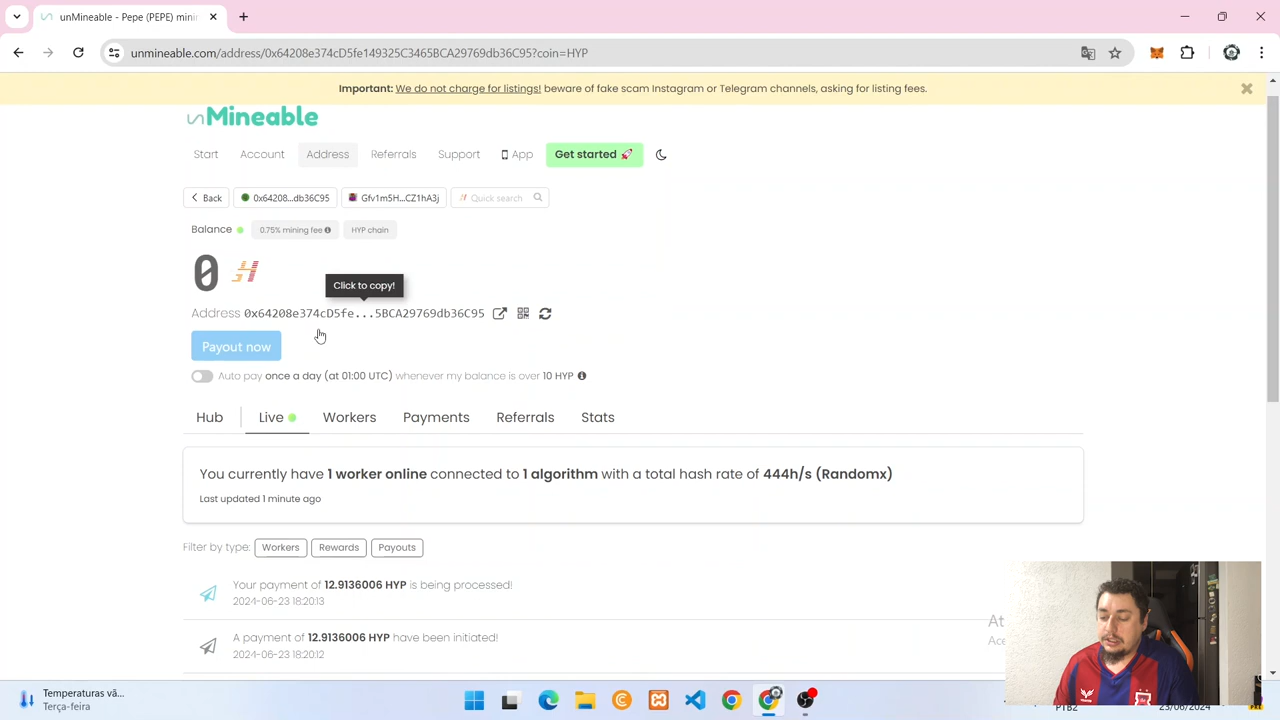 unMineable - Pepe (PEPE) mini
unmineable.com/address/0x64208e374cD5fe149325C3465BCA29769db36C95?coin=HYP
Important: We do not charge for listings! beware of fake scam Instagram or Telegram channels, asking for listing fees.
unMineable
Start Account Address Referrals Support App Get started 🚀
Back 0x64208...db36C95 Gfv1m5H...CZ1hA3j Quick search
Balance 0.75% mining fee HYP chain
0
Click to copy!
Address 0x64208e374cD5fe...5BCA29769db36C95
Payout now
Auto pay once a day (at 01:00 UTC) whenever my balance is over 10 HYP
Hub Live Workers Payments Referrals Stats
You currently have 1 worker online connected to 1 algorithm with a total hash rate of 444h/s (Randomx)
Last updated 1 minute ago
Filter by type: Workers Rewards Payouts
Your payment of 12.9136006 HYP is being processed!
2024-06-23 18:20:13
A payment of 12.9136006 HYP have been initiated!
2024-06-23 18:20:12
Temperaturas vã...
Terça-feira
PTB2
23/06/2024